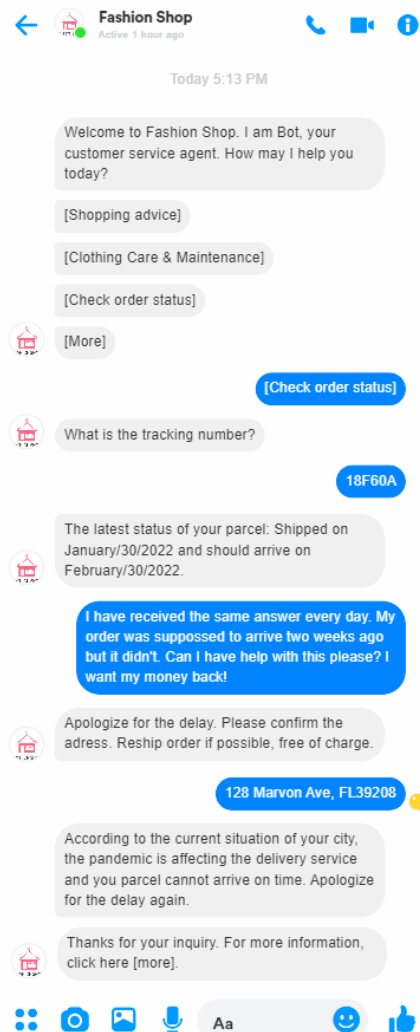 Fashion Shop
Active 1 hour ago
Today 5:13 PM
Welcome to Fashion Shop. I am Bot, your
customer service agent. How may I help you
today?
[Shopping advice]
[Clothing Care & Maintenance]
[Check order status]
[More]
[Check order status]
What is the tracking number?
18F60A
The latest status of your parcel: Shipped on
January/30/2022 and should arrive on
February/30/2022.
I have received the same answer every day. My
order was suppossed to arrive two weeks ago
but it didn't. Can I have help with this please? I
want my money back!
Apologize for the delay. Please confirm the
adress. Reship order if possible, free of charge.
128 Marvon Ave, FL39208
According to the current situation of your city,
the pandemic is affecting the delivery service
and you parcel cannot arrive on time. Apologize
for the delay again.
Thanks for your inquiry. For more information,
click here [more].
Aa